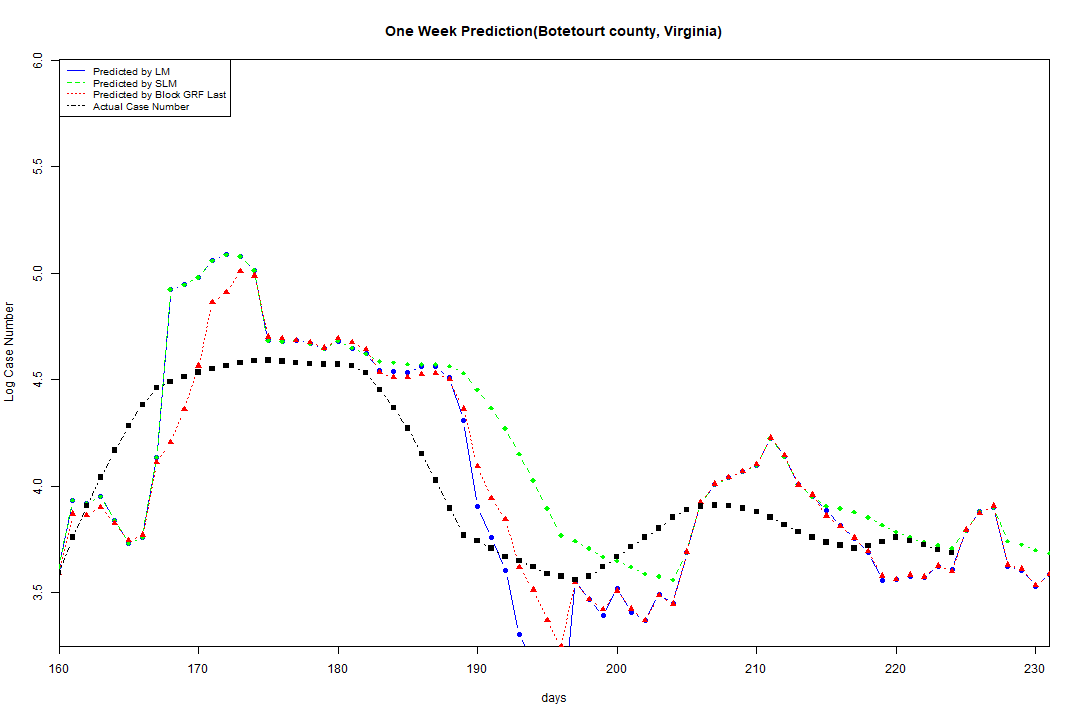 One Week Prediction(Botetourt county, Virginia)
Predicted by LM
Predicted by SLM
Predicted by Block GRF Last
Actual Case Number
6.0
5.5
5.0
4.5
4.0
3.5
Log Case Number
160 170 180 190 200 210 220 230
days